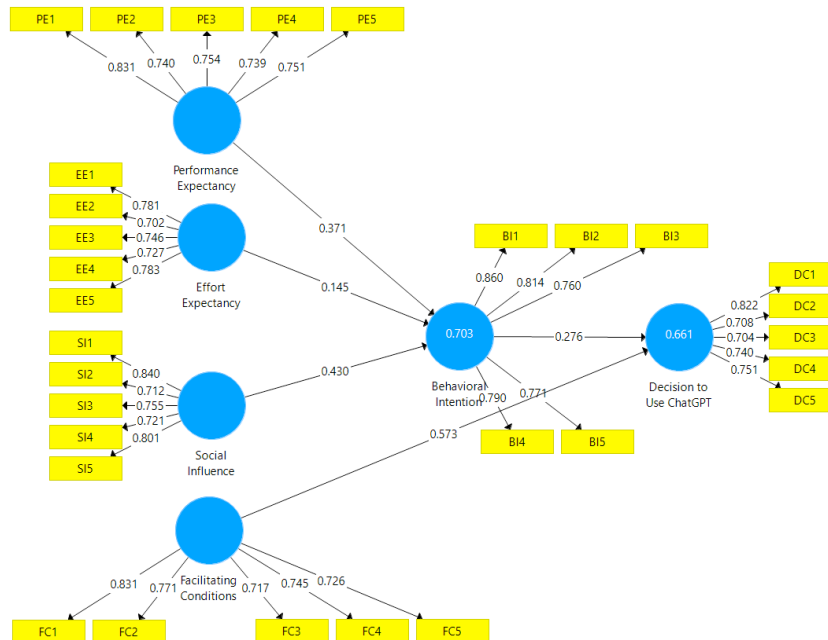 PE1
PE2
PE3
PE4
PE5
0.831
0.740
0.754
0.739
0.751
Performance
Expectancy
EE1
EE2
EE3
EE4
EE5
0.781
0.702
0.746
0.727
0.783
Effort
Expectancy
SI1
SI2
SI3
SI4
SI5
0.840
0.712
0.755
0.721
0.801
Social
Influence
0.371
0.145
0.430
BI1
BI2
BI3
0.860
0.814
0.760
0.703
Behavioral
Intention
0.790
0.771
BI4
BI5
0.276
0.573
0.661
Decision to
Use ChatGPT
0.822
0.708
0.704
0.740
0.751
DC1
DC2
DC3
DC4
DC5
Facilitating
Conditions
0.831
0.771
0.717
0.745
0.726
FC1
FC2
FC3
FC4
FC5